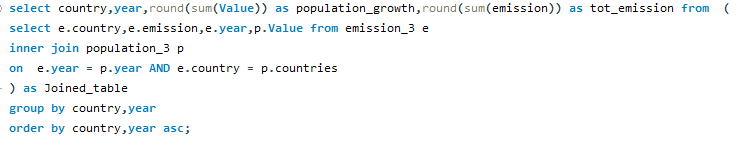 select country,year,round(sum(Value)) as population_growth,round(sum(emission)) as tot_emission from  (
select e.country,e.emission,e.year,p.Value from emission_3 e
inner join population_3 p
on  e.year = p.year AND e.country = p.countries
) as Joined_table
group by country,year
order by country,year asc;